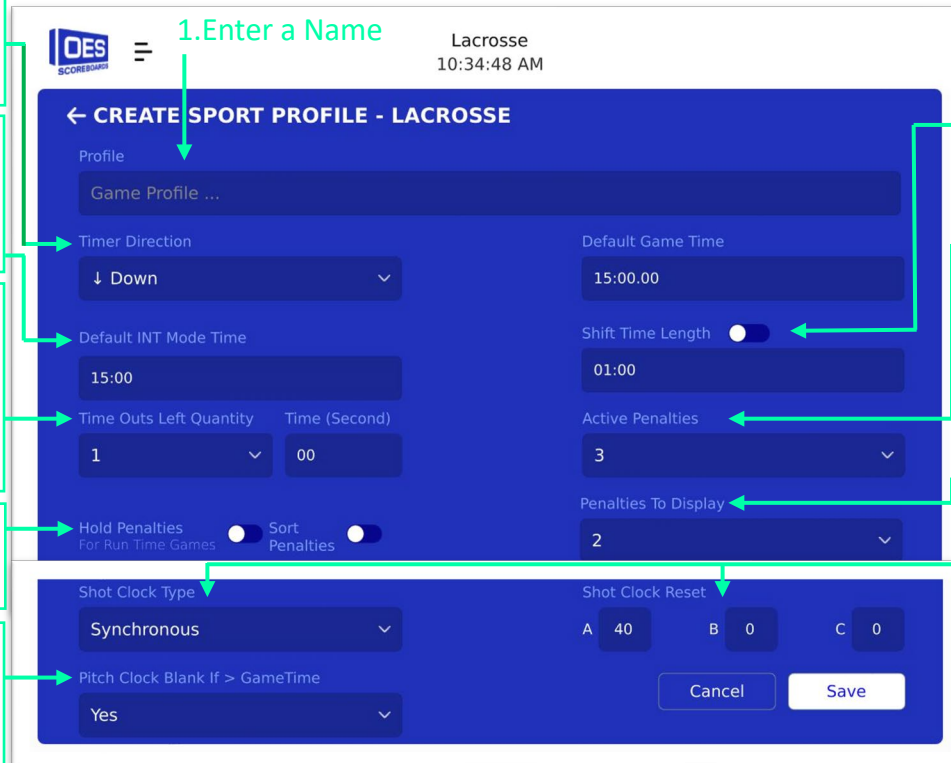 1.Enter a Name
OES
SCOREBOARDS
Lacrosse
10:34:48 AM
← CREATE SPORT PROFILE - LACROSSE
Profile
Game Profile ...
Timer Direction
↓ Down
Default Game Time
15:00.00
Default INT Mode Time
15:00
Shift Time Length
01:00
Time Outs Left Quantity
1
Time (Second)
00
Active Penalties
3
Hold Penalties
For Run Time Games
Sort
Penalties
Penalties To Display
2
Shot Clock Type
Synchronous
Shot Clock Reset
A 40 B 0 C 0
Pitch Clock Blank If > GameTime
Yes
Cancel
Save